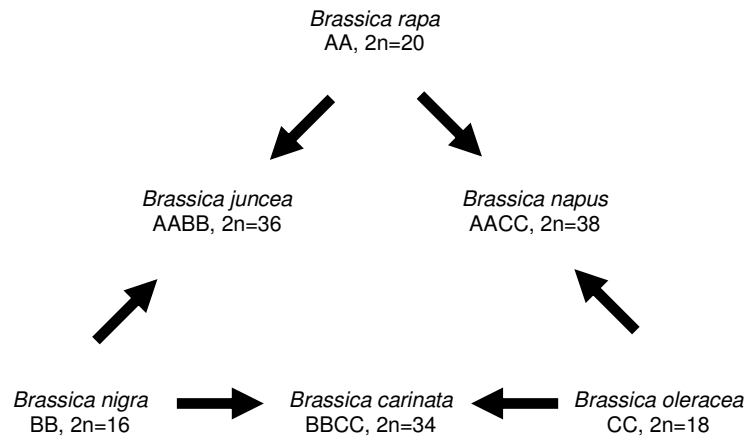 Brassica rapa
AA, 2n=20
Brassica juncea
AABB, 2n=36
Brassica napus
AACC, 2n=38
Brassica nigra
BB, 2n=16
Brassica carinata
BBCC, 2n=34
Brassica oleracea
CC, 2n=18